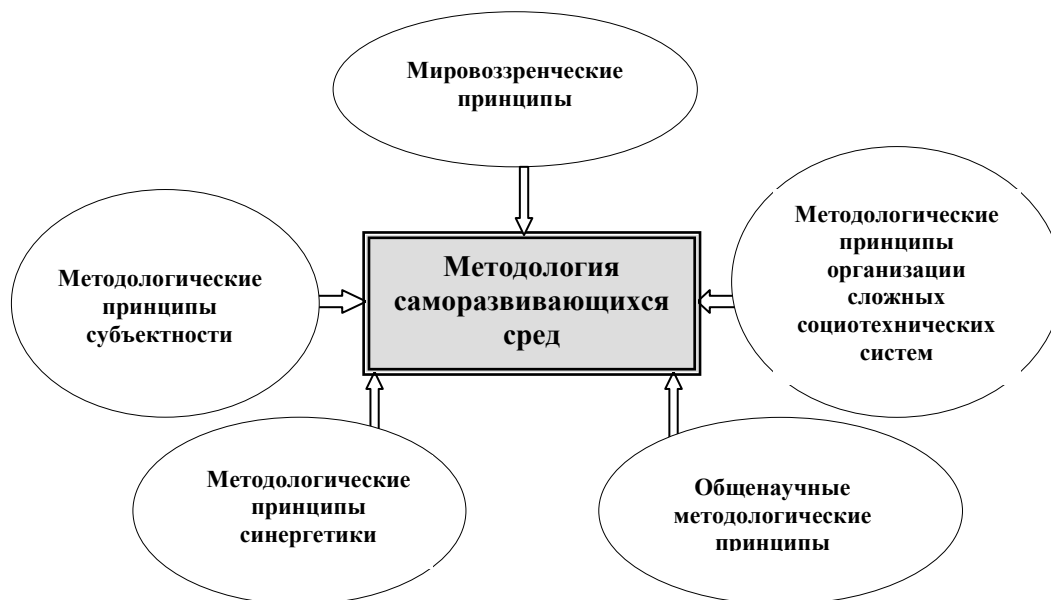 Мировоззренческие
принципы
Методологические
принципы
организации
сложных
социотехнических
систем
Методология
саморазвивающихся
сред
Методологические
принципы
субъектности
Методологические
принципы
синергетики
Общенаучные
методологические
принципы